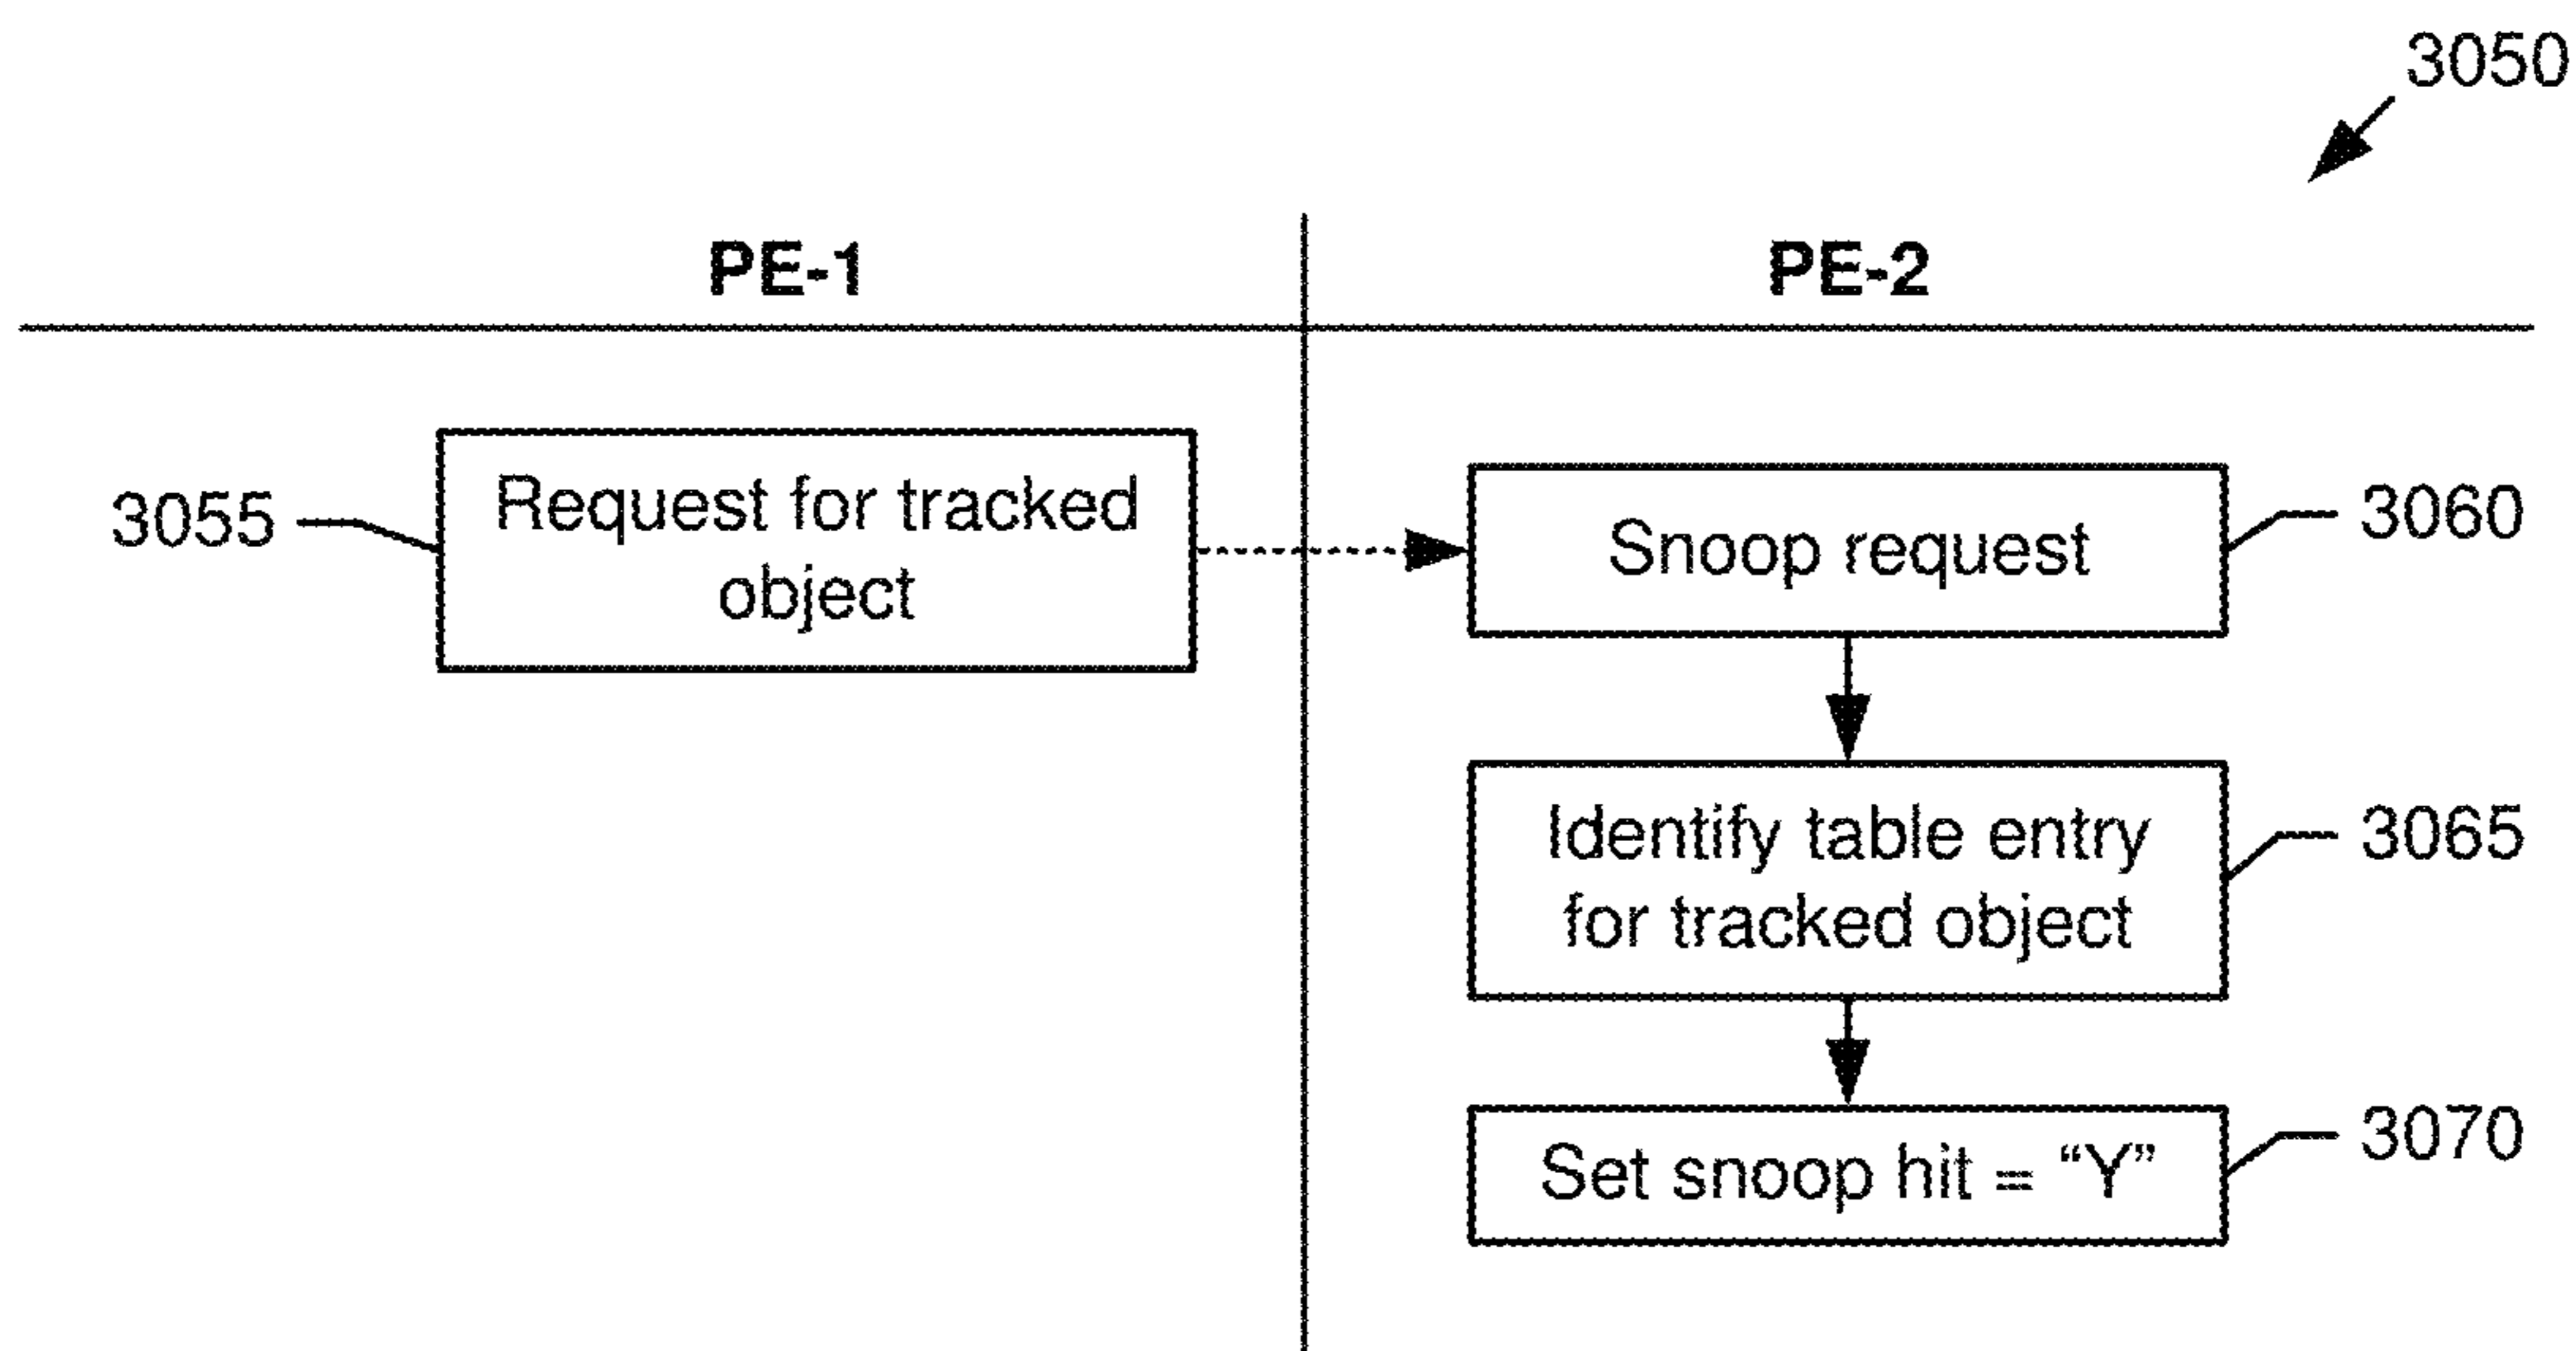 3050
PE-1
PE-2
3055
Request for tracked
object
Snoop request
3060
Identify table entry
for tracked object
3065
Set snoop hit = “Y”
3070